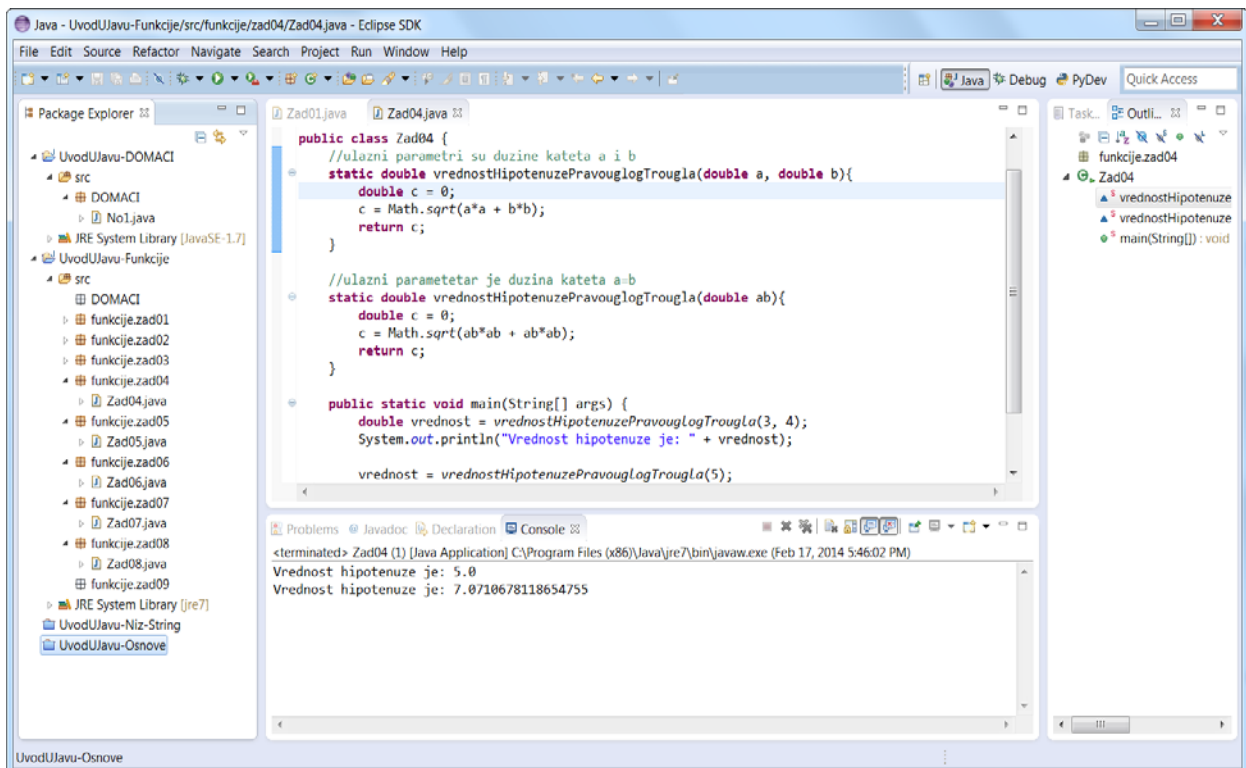 Java - UvodUJavu-Funkcije/src/funkcije/zad04/Zad04.java - Eclipse SDK
File Edit Source Refactor Navigate Search Project Run Window Help
Java Debug PyDev Quick Access
Package Explorer
UvodUJavu-DOMACI
src
DOMACI
No1.java
JRE System Library [JavaSE-1.7]
UvodUJavu-Funkcije
src
DOMACI
funkcije.zad01
funkcije.zad02
funkcije.zad03
funkcije.zad04
Zad04.java
funkcije.zad05
Zad05.java
funkcije.zad06
Zad06.java
funkcije.zad07
Zad07.java
funkcije.zad08
Zad08.java
funkcije.zad09
JRE System Library [jre7]
UvodUJavu-Niz-String
UvodUJavu-Osnove
Zad01.java Zad04.java
public class Zad04 {
//ulazni parametri su duzine kateta a i b
static double vrednostHipotenuzePravouglogTrougla(double a, double b){
double c = 0;
c = Math.sqrt(a*a + b*b);
return c;
}
//ulazni parametetar je duzina kateta a=b
static double vrednostHipotenuzePravouglogTrougla(double ab){
double c = 0;
c = Math.sqrt(ab*ab + ab*ab);
return c;
}
public static void main(String[] args) {
double vrednost = vrednostHipotenuzePravouglogTrougla(3, 4);
System.out.println("Vrednost hipotenuze je: " + vrednost);
vrednost = vrednostHipotenuzePravouglogTrougla(5);
Problems @ Javadoc Declaration Console
<terminated> Zad04 (1) [Java Application] C:\Program Files (x86)\Java\jre7\bin\javaw.exe (Feb 17, 2014 5:46:02 PM)
Vrednost hipotenuze je: 5.0
Vrednost hipotenuze je: 7.0710678118654755
Task... Outli...
funkcije.zad04
Zad04
vrednostHipotenuze
vrednostHipotenuze
main(String[]) : void
UvodUJavu-Osnove